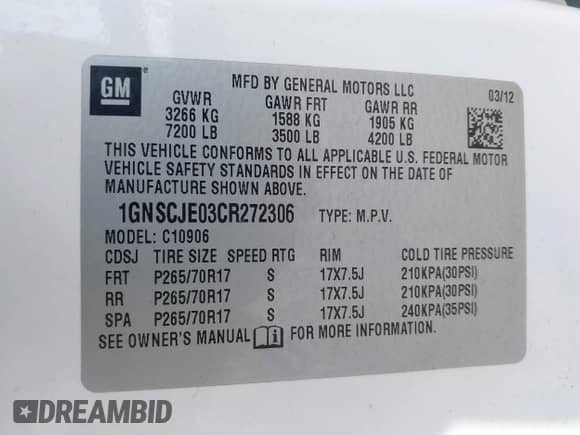 GM
MFD BY GENERAL MOTORS LLC 03/12
GVWR GAWR FRT GAWR RR
3266 KG 1588 KG 1905 KG
7200 LB 3500 LB 4200 LB
THIS VEHICLE CONFORMS TO ALL APPLICABLE U.S. FEDERAL MOTOR
VEHICLE SAFETY STANDARDS IN EFFECT ON THE DATE OF
MANUFACTURE SHOWN ABOVE.
1GNSCJE03CR272306 TYPE: M.P.V.
MODEL: C10906
CDSJ TIRE SIZE SPEED RTG RIM COLD TIRE PRESSURE
FRT P265/70R17 S 17X7.5J 210KPA(30PSI)
RR P265/70R17 S 17X7.5J 210KPA(30PSI)
SPA P265/70R17 S 17X7.5J 240KPA(35PSI)
SEE OWNER'S MANUAL FOR MORE INFORMATION.
DREAMBID